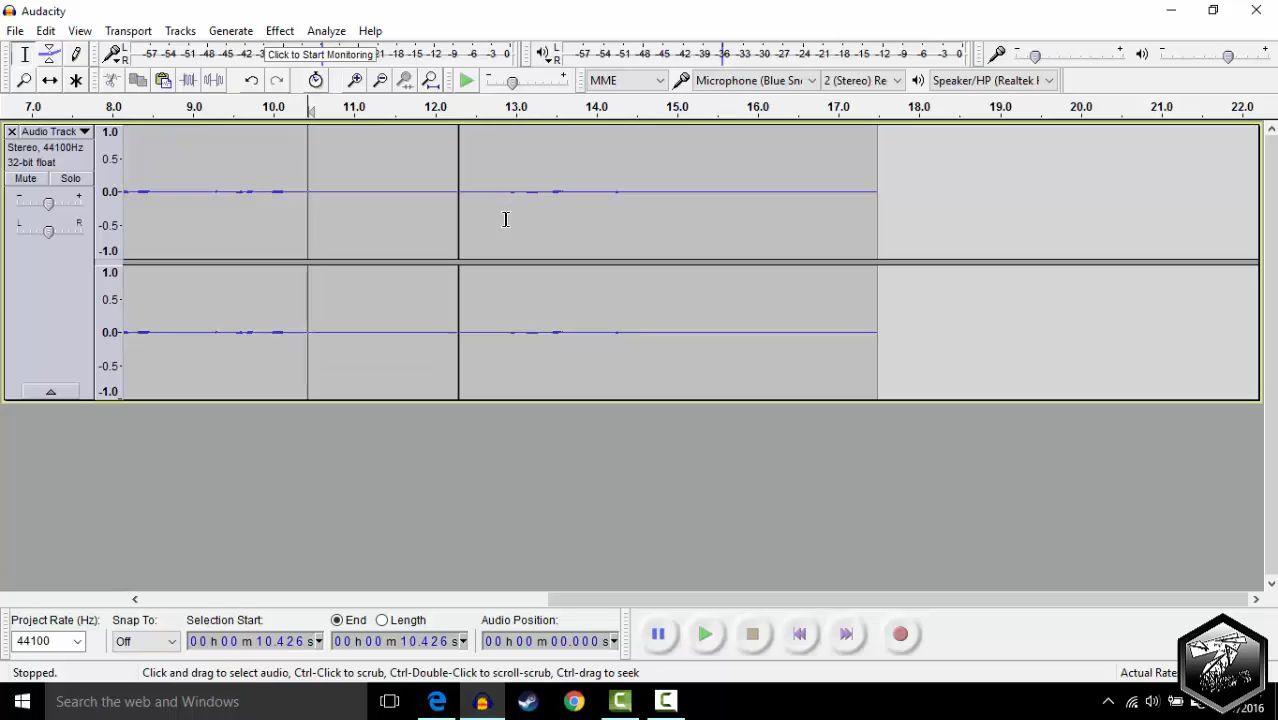 Audacity
File Edit View Transport Tracks Generate Effect Analyze Help
L R -57 -54 -51 -48 -45 -42 -3 Click to Start Monitoring -21 -18 -15 -12 -9 -6 -3 0 L R -57 -54 -51 -48 -45 -42 -39 -36 -33 -30 -27 -24 -21 -18 -15 -12 -9 -6 -3 0 - + - +
- + MME Microphone (Blue Sn 2 (Stereo) Re Speaker/HP (Realtek
7.0 8.0 9.0 10.0 11.0 12.0 13.0 14.0 15.0 16.0 17.0 18.0 19.0 20.0 21.0 22.0
Audio Track
Stereo, 44100Hz
32-bit float
Mute Solo
- +
L R
1.0
0.5
0.0
-0.5
-1.0
1.0
0.5
0.0
-0.5
-1.0
Project Rate (Hz): Snap To: Selection Start: End Length Audio Position:
44100 Off 00 h 00 m 10.426 s 00 h 00 m 10.426 s 00 h 00 m 00.000 s
Stopped. Click and drag to select audio, Ctrl-Click to scrub, Ctrl-Double-Click to scroll-scrub, Ctrl-drag to seek Actual Rate
Search the web and Windows /2016